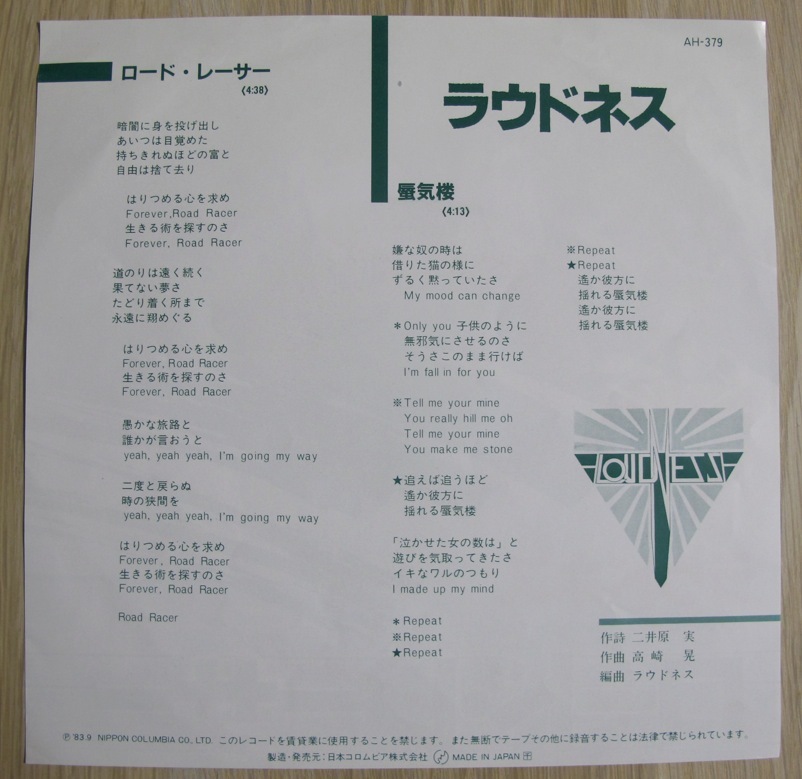 AH-379
ロード・レーサー
〈4:38〉
暗闇に身を投げ出し
あいつは目覚めた
持ちきれぬほどの富と
自由は捨て去り
はりつめる心を求め
Forever,Road Racer
生きる術を探すのさ
Forever, Road Racer
道のりは遠く続く
果てない夢さ
たどり着く所まで
永遠に翔めぐる
はりつめる心を求め
Forever, Road Racer
生きる術を探すのさ
Forever, Road Racer
愚かな旅路と
誰かが言おうと
yeah, yeah yeah, I'm going my way
二度と戻らぬ
時の狭間を
yeah, yeah yeah, I'm going my way
はりつめる心を求め
Forever, Road Racer
生きる術を探すのさ
Forever, Road Racer
Road Racer
ラウドネス
蜃気楼
〈4:13〉
嫌な奴の時は
借りた猫の様に
ずるく黙っていたさ
My mood can change
＊Only you 子供のように
無邪気にさせるのさ
そうさこのまま行けば
I'm fall in for you
※Tell me your mine
You really hill me oh
Tell me your mine
You make me stone
★追えば追うほど
遙か彼方に
揺れる蜃気楼
「泣かせた女の数は」と
遊びを気取ってきたさ
イキなワルのつもり
I made up my mind
＊Repeat
※Repeat
★Repeat
※Repeat
★Repeat
遙か彼方に
揺れる蜃気楼
遙か彼方に
揺れる蜃気楼
LOUDNESS
作詩 二井原 実
作曲 高崎 晃
編曲 ラウドネス
Ⓟ'83.9 NIPPON COLUMBIA CO., LTD. このレコードを賃貸業に使用することを禁じます。また無断でテープその他に録音することは法律で禁じられています。
製造・発売元：日本コロムビア株式会社 MADE IN JAPAN